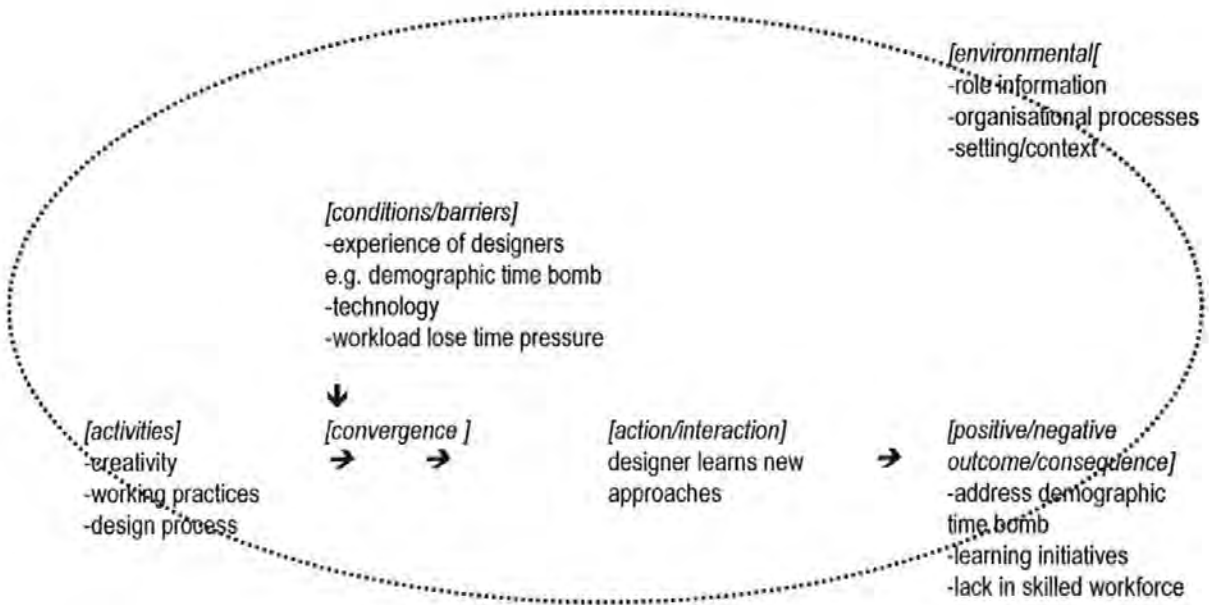 [environmental[
-role information
-organisational processes
-setting/context
[conditions/barriers]
-experience of designers
e.g. demographic time bomb
-technology
-workload lose time pressure
[activities]
-creativity
-working practices
-design process
[convergence ]
[action/interaction]
designer learns new
approaches
[positive/negative
outcome/consequence]
-address demographic
time bomb
-learning initiatives
-lack in skilled workforce